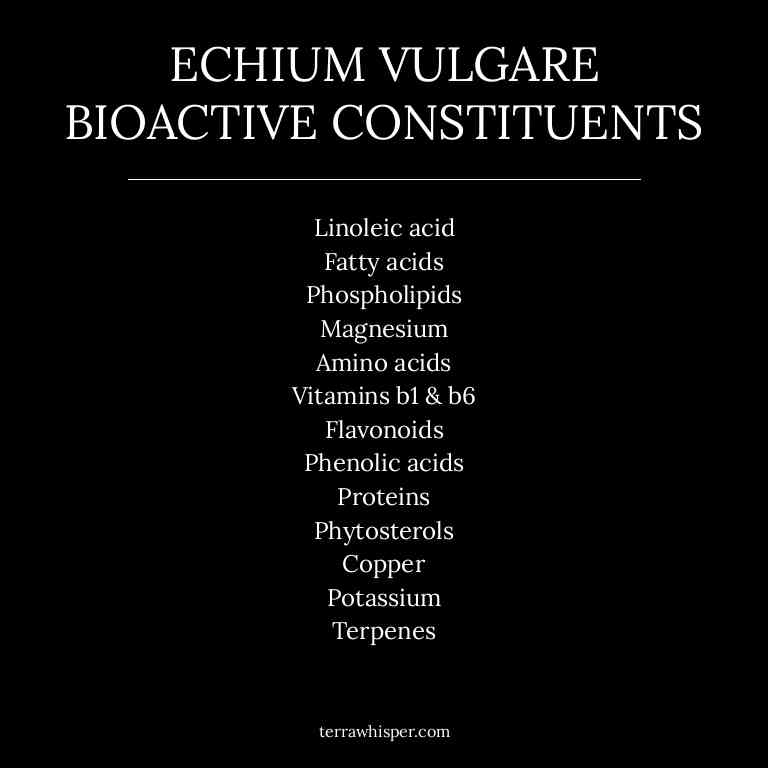 ECHIUM VULGARE
BIOACTIVE CONSTITUENTS
Linoleic acid
Fatty acids
Phospholipids
Magnesium
Amino acids
Vitamins b1 & b6
Flavonoids
Phenolic acids
Proteins
Phytosterols
Copper
Potassium
Terpenes
terrawhisper.com